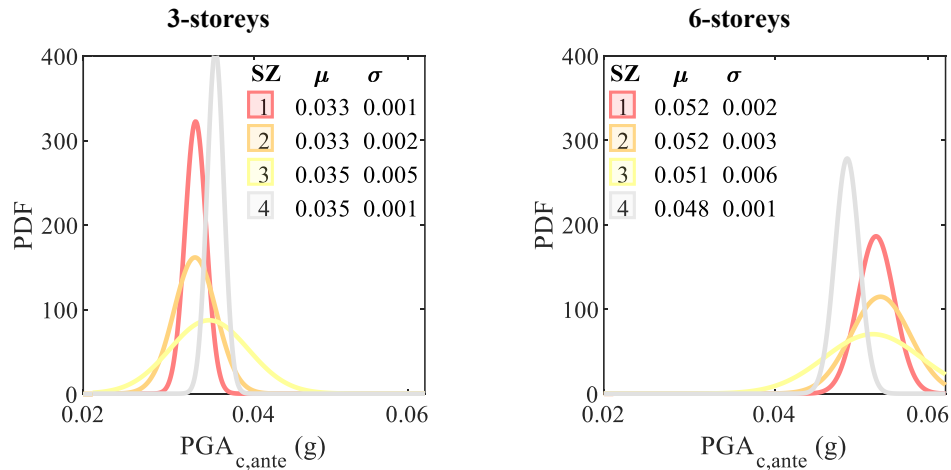 3-storeys
400
300
200
100
0
PDF
SZ μ σ
1 0.033 0.001
2 0.033 0.002
3 0.035 0.005
4 0.035 0.001
0.02 0.04 0.06
PGA c,ante (g)
6-storeys
400
300
200
100
0
PDF
SZ μ σ
1 0.052 0.002
2 0.052 0.003
3 0.051 0.006
4 0.048 0.001
0.02 0.04 0.06
PGA c,ante (g)